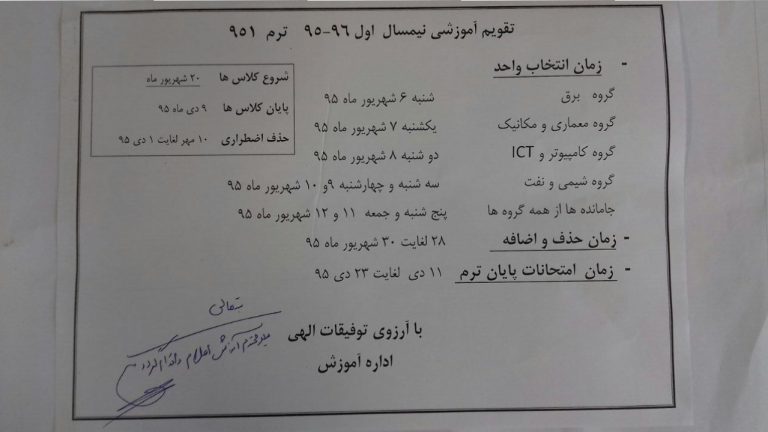 تقویم آموزشی نیمسال اول ۹۶-۹۵ ترم ۹۵۱
- زمان انتخاب واحد
گروه برق شنبه ۶ شهریور ماه ۹۵
گروه معماری و مکانیک یکشنبه ۷ شهریور ماه ۹۵
گروه کامپیوتر و ICT دو شنبه ۸ شهریور ماه ۹۵
گروه شیمی و نفت سه شنبه و چهارشنبه ۹و ۱۰ شهریور ماه ۹۵
جامانده ها از همه گروه ها پنج شنبه و جمعه ۱۱ و ۱۲ شهریور ماه ۹۵
- زمان حذف و اضافه ۲۸ لغایت ۳۰ شهریور ماه ۹۵
- زمان امتحانات پایان ترم ۱۱ دی لغایت ۲۳ دی ۹۵
شروع کلاس ها ۲۰ شهریور ماه
پایان کلاس ها ۹ دی ماه ۹۵
حذف اضطراری ۱۰ مهر لغایت ۱ دی ۹۵
با آرزوی توفیقات الهی
اداره آموزش